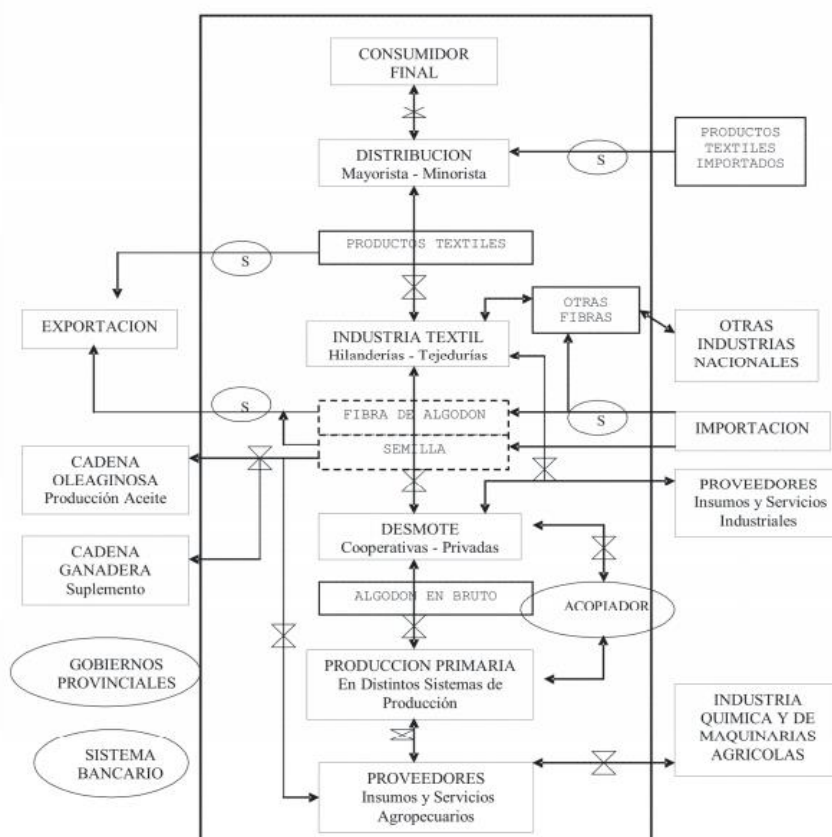 CONSUMIDOR
FINAL
DISTRIBUCION
Mayorista - Minorista
S
PRODUCTOS
TEXTILES
IMPORTADOS
PRODUCTOS TEXTILES
S
EXPORTACION
INDUSTRIA TEXTIL
Hilanderías - Tejedurías
OTRAS
FIBRAS
OTRAS
INDUSTRIAS
NACIONALES
S
FIBRA DE ALGODON
S
IMPORTACION
SEMILLA
CADENA
OLEAGINOSA
Producción Aceite
PROVEEDORES
Insumos y Servicios
Industriales
DESMOTE
Cooperativas - Privadas
CADENA
GANADERA
Suplemento
ALGODON EN BRUTO
ACOPIADOR
GOBIERNOS
PROVINCIALES
PRODUCCION PRIMARIA
En Distintos Sistemas de
Producción
INDUSTRIA
QUIMICA Y DE
MAQUINARIAS
AGRICOLAS
SISTEMA
BANCARIO
PROVEEDORES
Insumos y Servicios
Agropecuarios